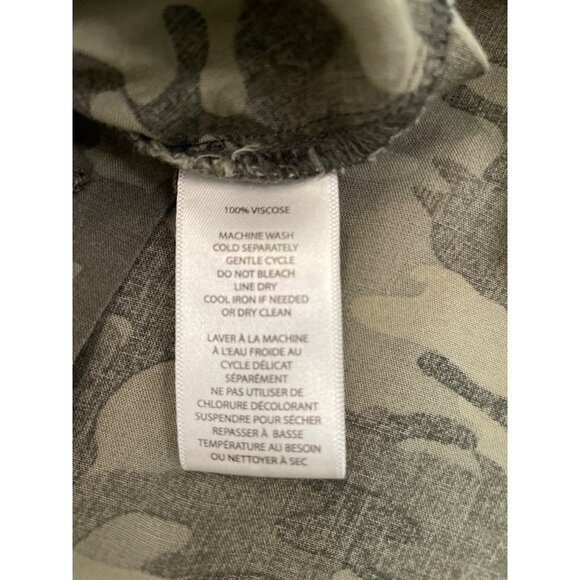 100% VISCOSE
MACHINE WASH
COLD SEPARATELY
GENTLE CYCLE
DO NOT BLEACH
LINE DRY
COOL IRON IF NEEDED
OR DRY CLEAN
LAVER À LA MACHINE
À L'EAU FROIDE AU
CYCLE DÉLICAT
SÉPARÉMENT
NE PAS UTILISER DE
CHLORURE DÉCOLORANT
SUSPENDRE POUR SÉCHER
REPASSER À BASSE
TEMPÉRATURE AU BESOIN
OU NETTOYER À SEC